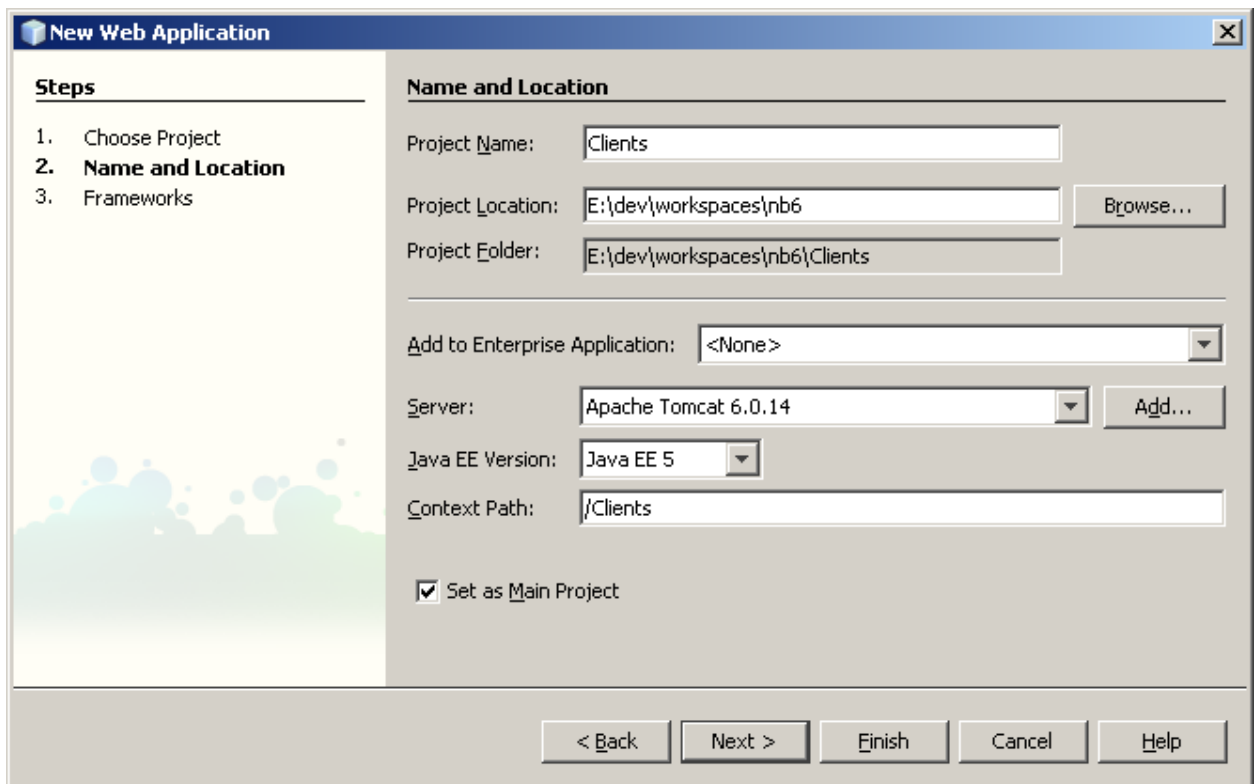 New Web Application
Steps
1. Choose Project
2. Name and Location
3. Frameworks
Name and Location
Project Name: Clients
Project Location: E:\dev\workspaces\nb6 Browse...
Project Folder: E:\dev\workspaces\nb6\Clients
Add to Enterprise Application: <None>
Server: Apache Tomcat 6.0.14 Add...
Java EE Version: Java EE 5
Context Path: /Clients
Set as Main Project
< Back Next > Finish Cancel Help